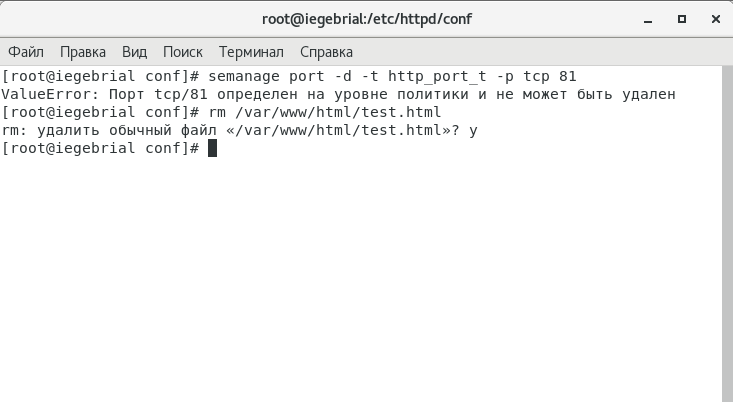 root@iegebrial:/etc/httpd/conf
Файл Правка Вид Поиск Терминал Справка
[root@iegebrial conf]# semanage port -d -t http_port_t -p tcp 81
ValueError: Порт tcp/81 определен на уровне политики и не может быть удален
[root@iegebrial conf]# rm /var/www/html/test.html
rm: удалить обычный файл «/var/www/html/test.html»? y
[root@iegebrial conf]#